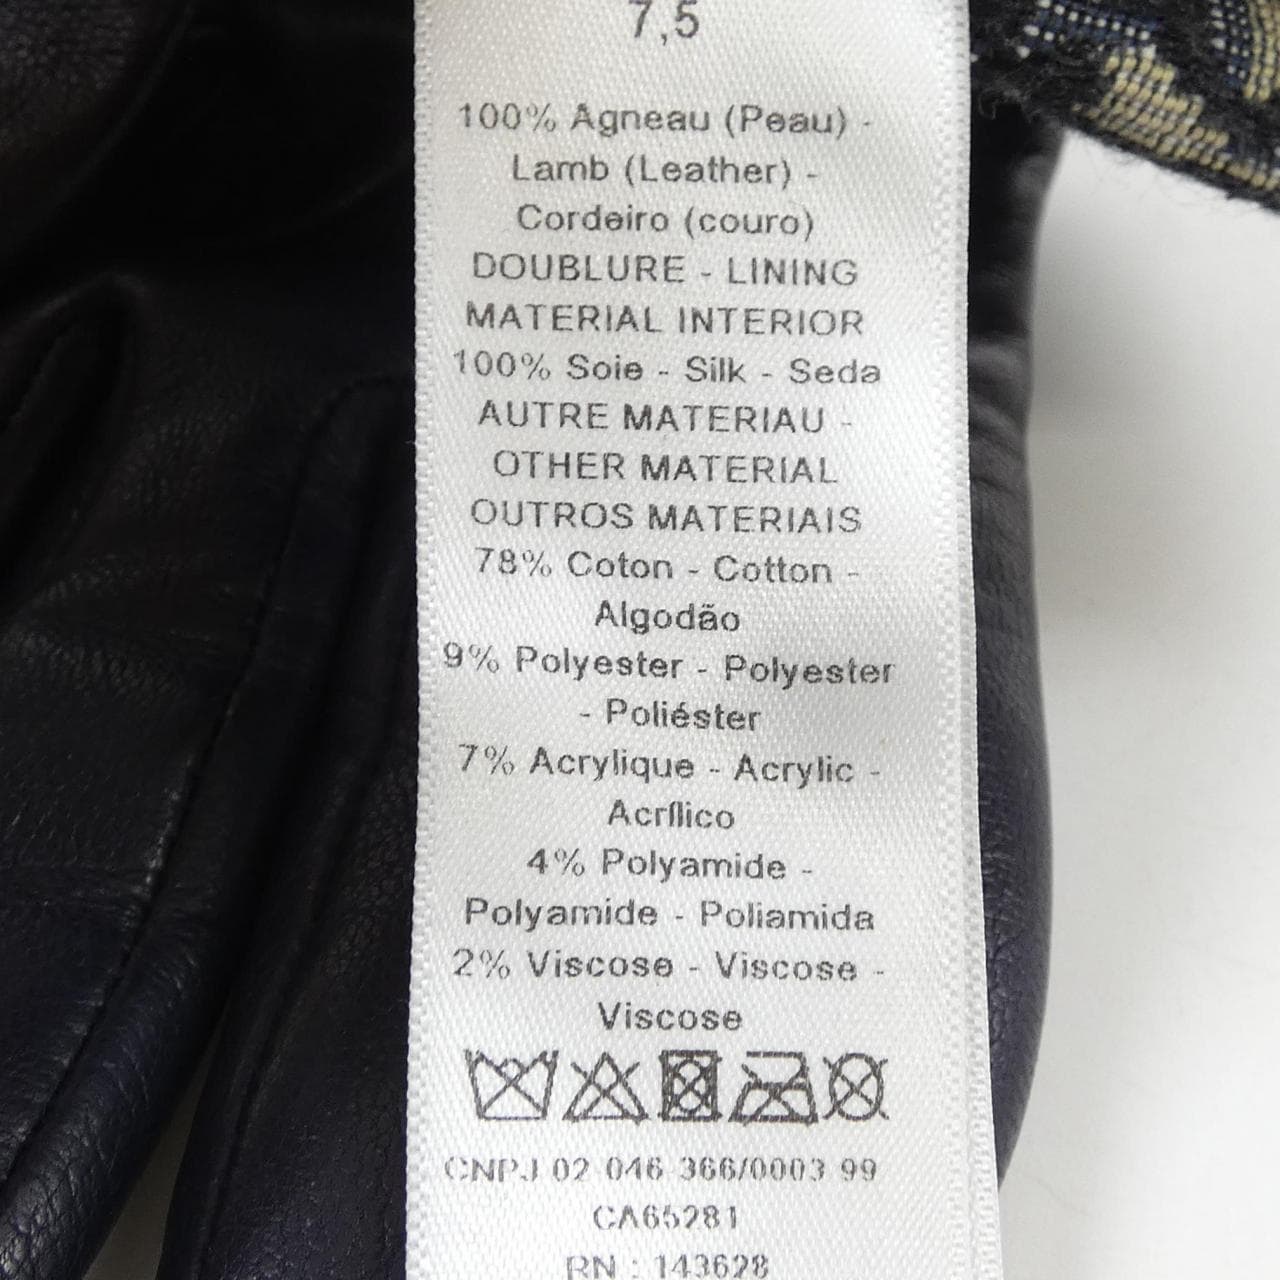 7,5
100% Agneau (Peau) -
Lamb (Leather) -
Cordeiro (couro)
DOUBLURE - LINING
MATERIAL INTERIOR
100% Soie - Silk - Seda
AUTRE MATERIAU -
OTHER MATERIAL
OUTROS MATERIAIS
78% Coton - Cotton -
Algodão
9% Polyester - Polyester
- Poliéster
7% Acrylique - Acrylic -
Acrílico
4% Polyamide -
Polyamide - Poliamida
2% Viscose - Viscose -
Viscose
CNPJ 02 046 366/0003 99
CA65281
RN : 143628